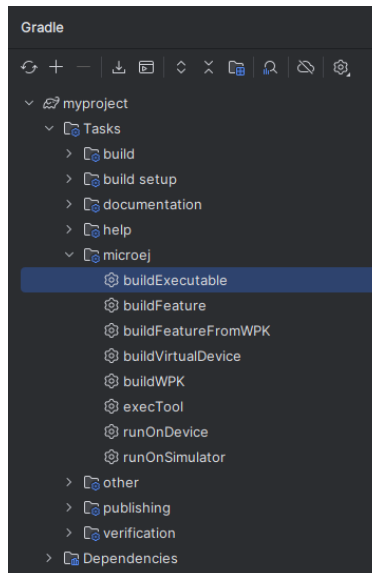 Gradle
myproject
Tasks
build
build setup
documentation
help
microej
buildExecutable
buildFeature
buildFeatureFromWPK
buildVirtualDevice
buildWPK
execTool
runOnDevice
runOnSimulator
other
publishing
verification
Dependencies